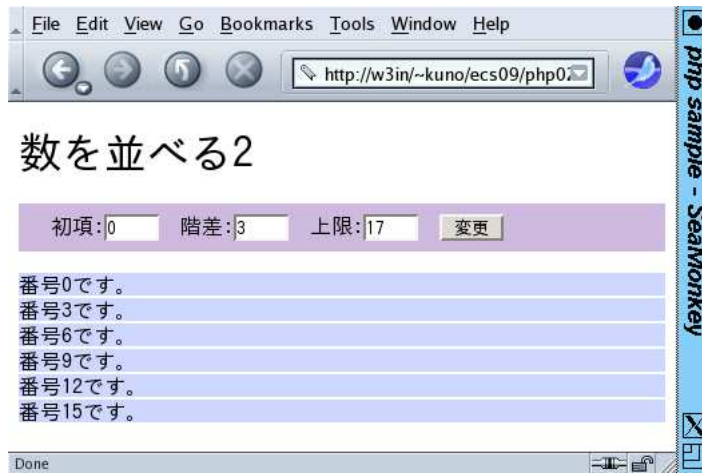 File Edit View Go Bookmarks Tools Window Help
http://w3in/~kuno/ecs09/php02
数を並べる2
初項:0 階差:3 上限:17 変更
番号0です。
番号3です。
番号6です。
番号9です。
番号12です。
番号15です。
Done
php sample - SeaMonkey